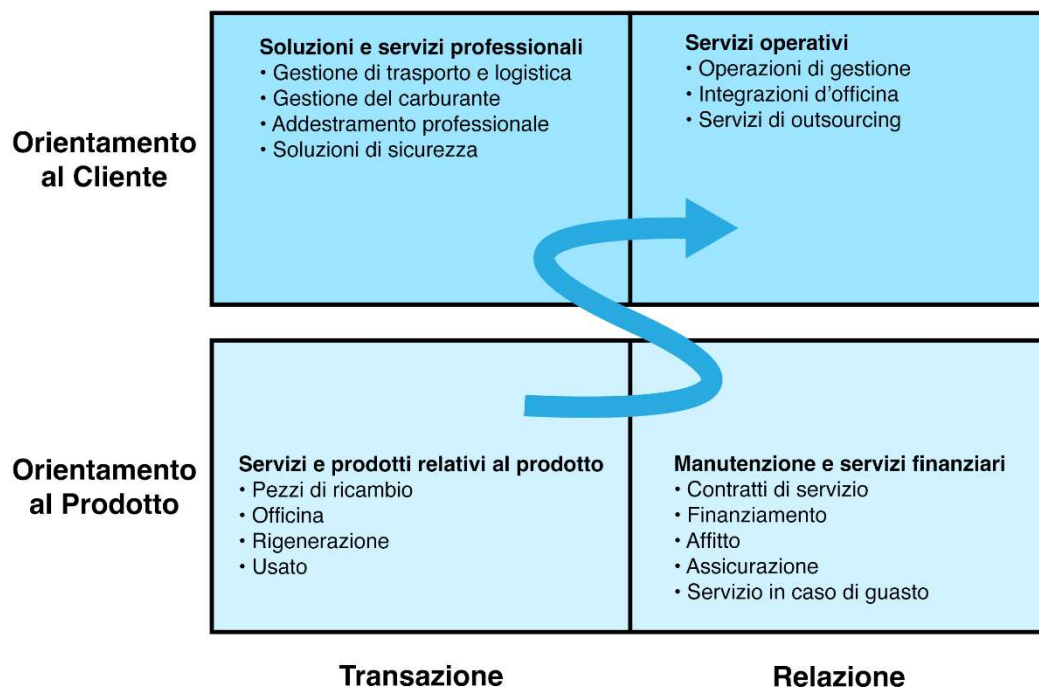 Orientamento
al Cliente
Soluzioni e servizi professionali
• Gestione di trasporto e logistica
• Gestione del carburante
• Addestramento professionale
• Soluzioni di sicurezza
Servizi operativi
• Operazioni di gestione
• Integrazioni d'officina
• Servizi di outsourcing
Orientamento
al Prodotto
Servizi e prodotti relativi al prodotto
• Pezzi di ricambio
• Officina
• Rigenerazione
• Usato
Manutenzione e servizi finanziari
• Contratti di servizio
• Finanziamento
• Affitto
• Assicurazione
• Servizio in caso di guasto
Transazione
Relazione